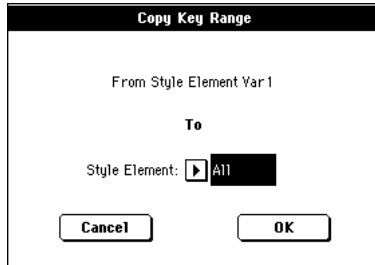 Copy Key Range
From Style Element Var1
To
Style Element: All
Cancel OK